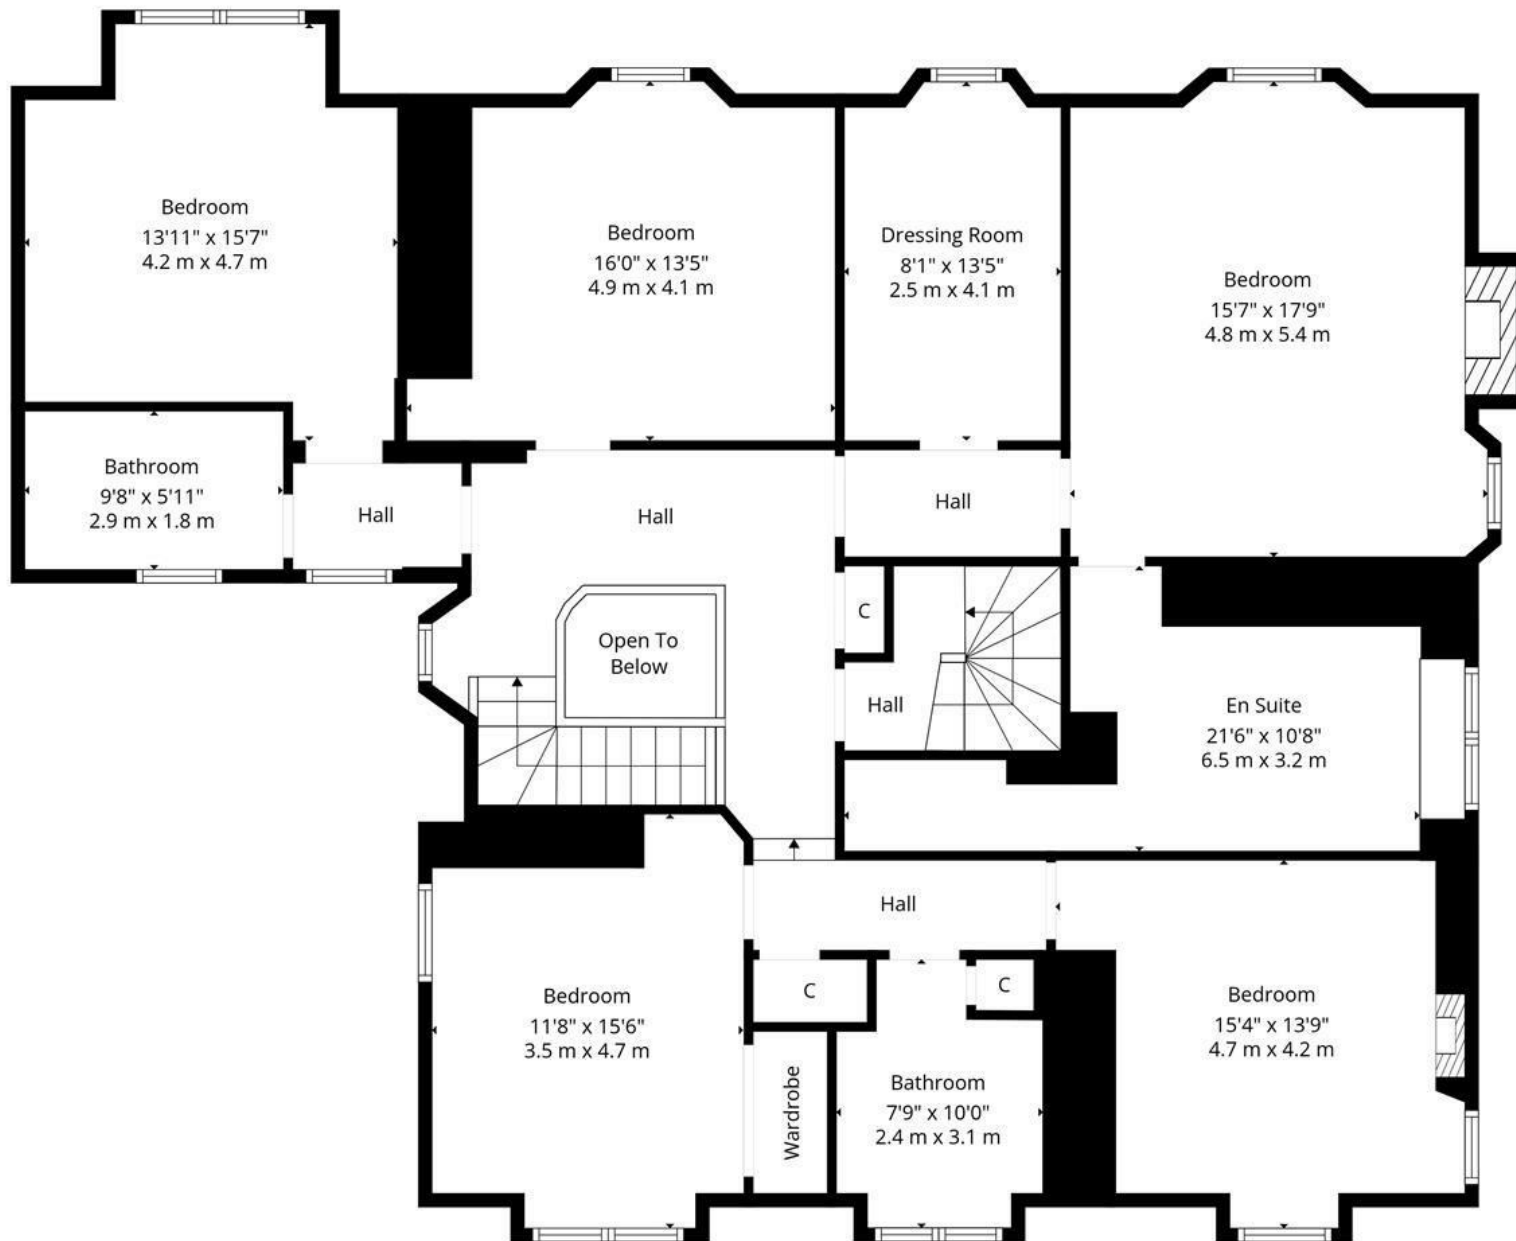 Bedroom
13'11" x 15'7"
4.2 m x 4.7 m
Bedroom
16'0" x 13'5"
4.9 m x 4.1 m
Dressing Room
8'1" x 13'5"
2.5 m x 4.1 m
Bedroom
15'7" x 17'9"
4.8 m x 5.4 m
Bathroom
9'8" x 5'11"
2.9 m x 1.8 m
Hall
Hall
Hall
C
Open To
Below
Hall
En Suite
21'6" x 10'8"
6.5 m x 3.2 m
Hall
Bedroom
11'8" x 15'6"
3.5 m x 4.7 m
C
C
Bedroom
15'4" x 13'9"
4.7 m x 4.2 m
Wardrobe
Bathroom
7'9" x 10'0"
2.4 m x 3.1 m